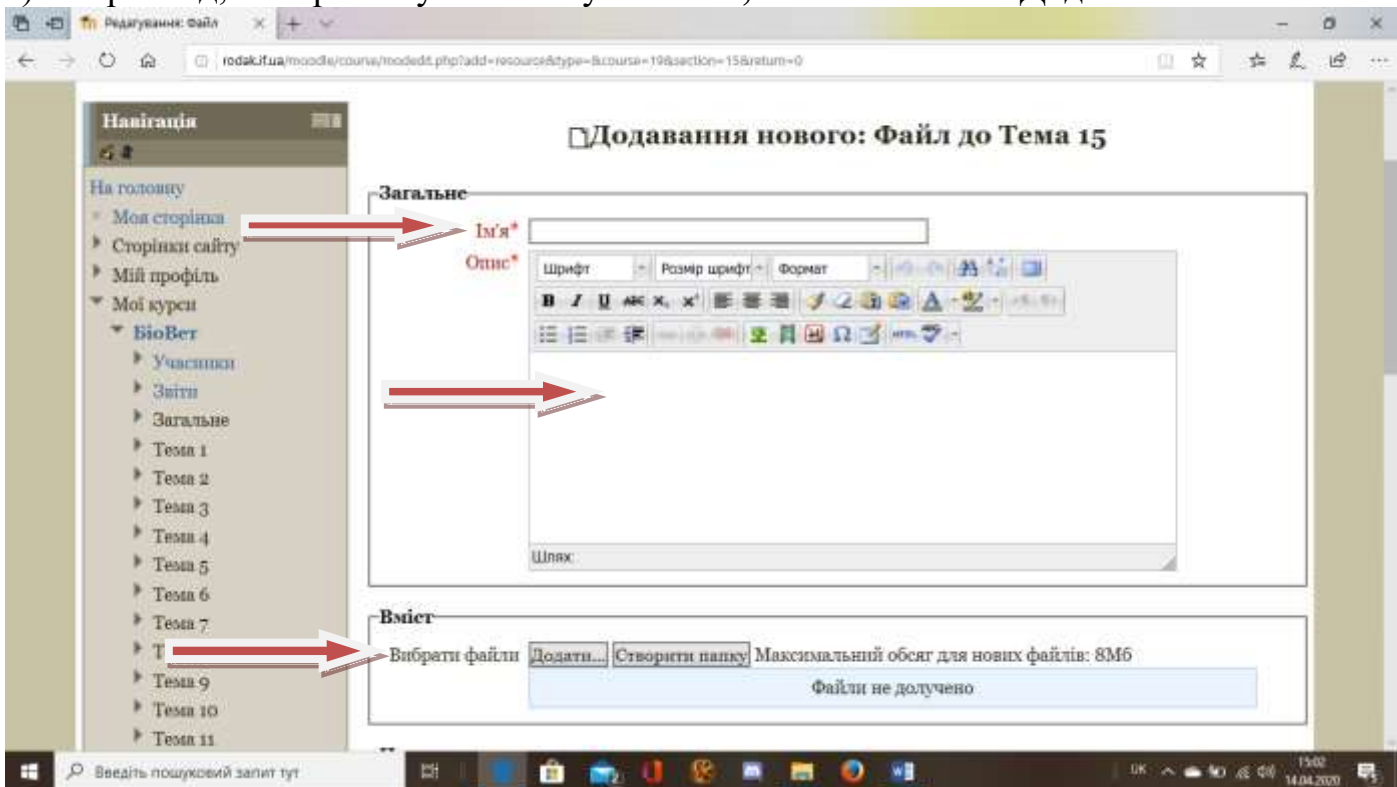 Редагування: Файл
rodak.if.ua/moodle/course/modedit.php?add=resource&type=&course=19&section=15&return=0
Навігація
На головну
Моя сторінка
Сторінки сайту
Мій профіль
Мої курси
БіоВет
Учасники
Звіти
Загальне
Тема 1
Тема 2
Тема 3
Тема 4
Тема 5
Тема 6
Тема 7
Т
Тема 9
Тема 10
Тема 11
Додавання нового: Файл до Тема 15
Загальне
Ім'я*
Опис*
Шрифт Розмір шрифт Формат
B I U ABC X, X'
Ω HTML
Шлях:
Вміст
Вибрати файли Додати... Створити папку Максимальний обсяг для нових файлів: 8Мб
Файли не долучено
Введіть пошуковий запит тут
UK
15:02
14.04.2020